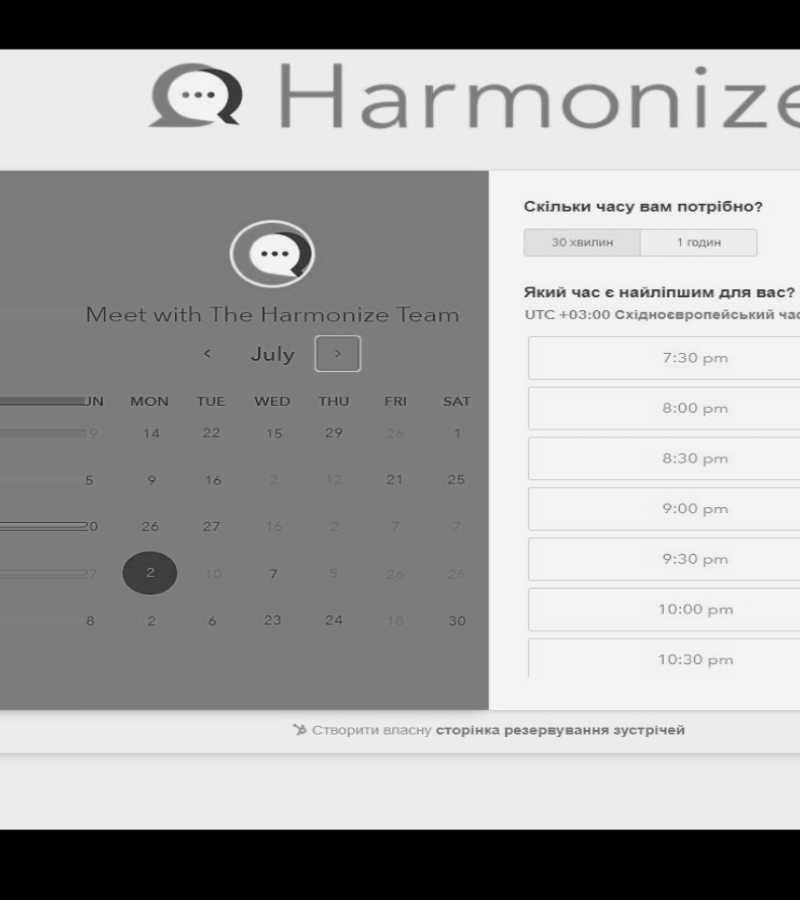 Harmonize
Meet with The Harmonize Team
< July >
UN MON TUE WED THU FRI SAT
9 14 22 15 29 26 1
5 9 16 2 12 21 25
20 26 27 16 2 7 7
27 2 10 7 5 26 26
8 2 6 23 24 18 30
Скільки часу вам потрібно?
30 хвилин 1 годин
Який час є найліпшим для вас?
UTC +03:00 Східноєвропейський час
7:30 pm
8:00 pm
8:30 pm
9:00 pm
9:30 pm
10:00 pm
10:30 pm
Створити власну сторінка резервування зустрічей